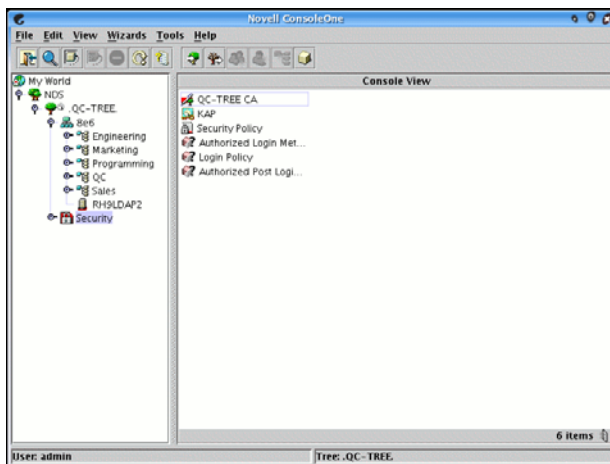 Novell ConsoleOne
File Edit View Wizards Tools Help
My World
NDS
.QC-TREE.
8e6
Engineering
Marketing
Programming
QC
Sales
RH9LDAP2
Security
Console View
QC-TREE CA
KAP
Security Policy
Authorized Login Met...
Login Policy
Authorized Post Logi...
6 items
User: admin
Tree: .QC-TREE.